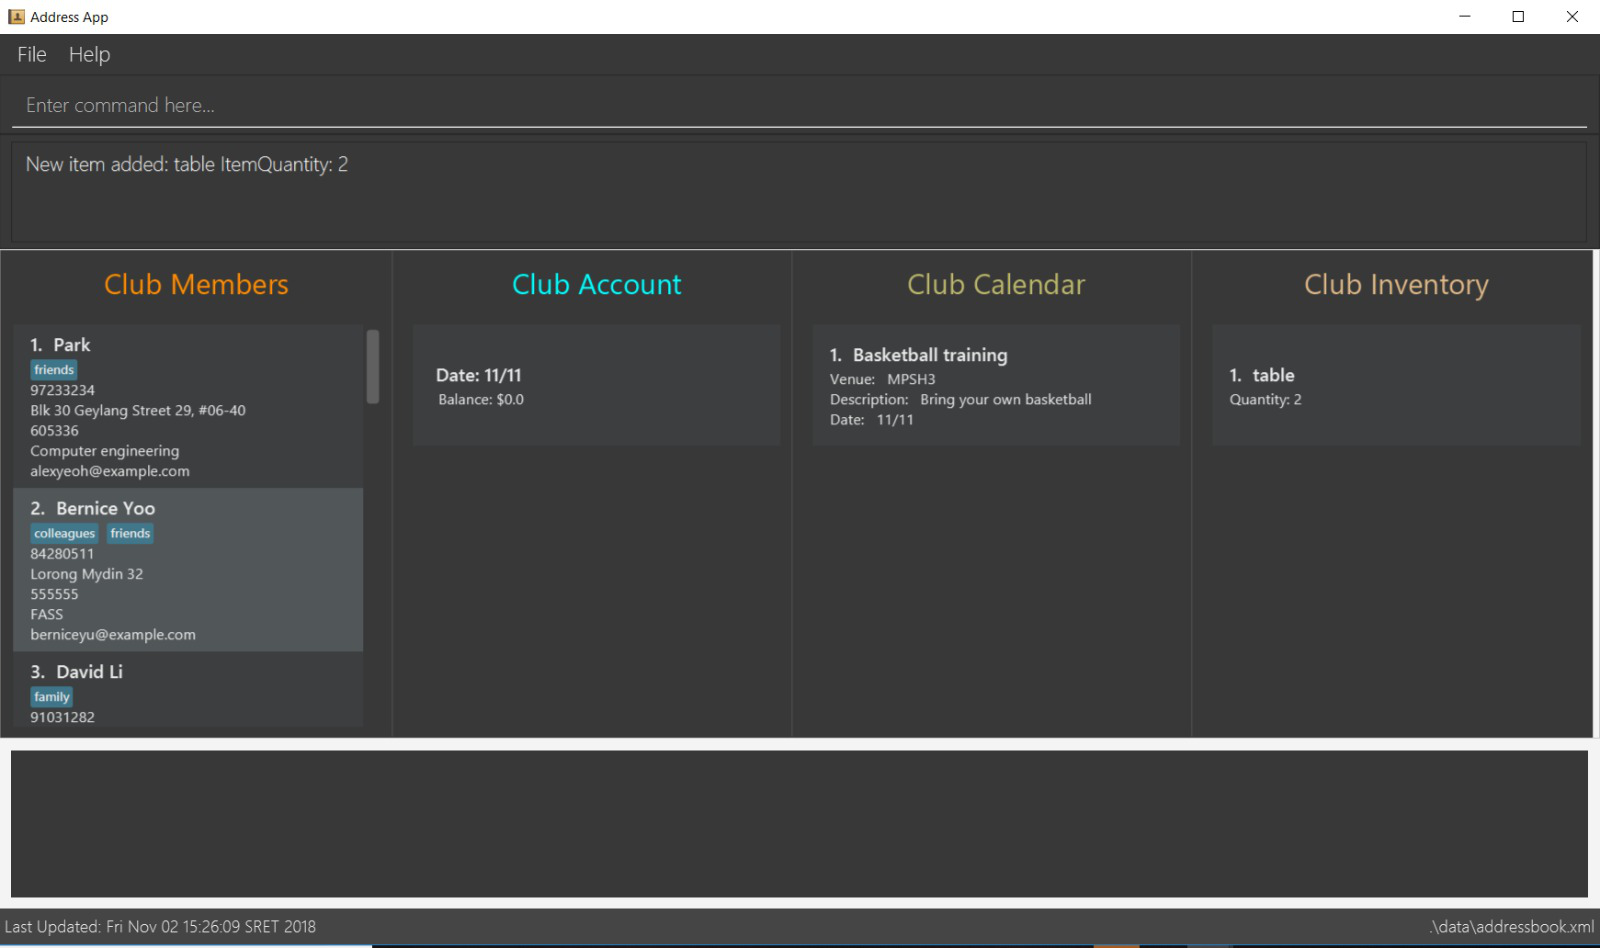 Address App
File Help
Enter command here...
New item added: table ItemQuantity: 2
Club Members
1. Park
friends
97233234
Blk 30 Geylang Street 29, #06-40
605336
Computer engineering
alexyeoh@example.com
2. Bernice Yoo
colleagues friends
84280511
Lorong Mydin 32
555555
FASS
berniceyu@example.com
3. David Li
family
91031282
Club Account
Date: 11/11
Balance: $0.0
Club Calendar
1. Basketball training
Venue: MPSH3
Description: Bring your own basketball
Date: 11/11
Club Inventory
1. table
Quantity: 2
Last Updated: Fri Nov 02 15:26:09 SRET 2018
.\data\addressbook.xml